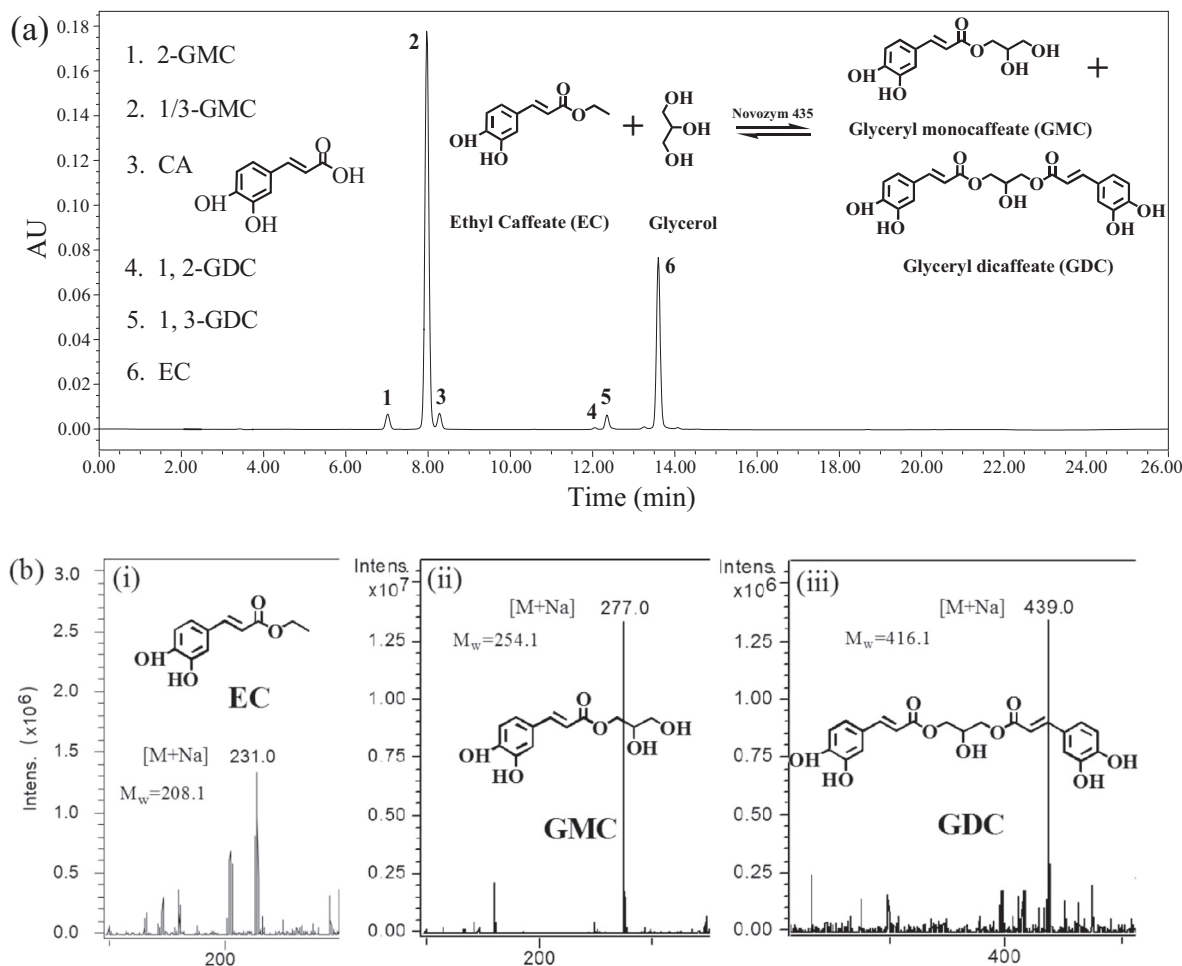 (a)
0.18
0.16
0.14
0.12
0.10
0.08
0.06
0.04
0.02
0.00
AU
1. 2-GMC
2. 1/3-GMC
3. CA
O
OH
OH
OH
4. 1, 2-GDC
5. 1, 3-GDC
6. EC
1
2
3
4
5
6
O
O
OH
HO
Ethyl Caffeate (EC)
+
OH
OH
OH
Glycerol
Novozym 435
O
O
OH
OH
OH
HO
+
Glyceryl monocaffeate (GMC)
O
O
O
O
OH
OH
HO
OH
OH
Glyceryl dicaffeate (GDC)
0.00 2.00 4.00 6.00 8.00 10.00 12.00 14.00 16.00 18.00 20.00 22.00 24.00 26.00
Time (min)
(b)
(i)
3.0
2.5
2.0
1.5
1.0
0.5
0.0
Intens. (x10⁶)
O
O
OH
HO
EC
[M+Na] 231.0
Mw=208.1
200
Intens.
x10⁷
(ii)
1.25
1.00
0.75
0.50
0.25
0.00
[M+Na] 277.0
Mw=254.1
O
O
OH
OH
OH
HO
GMC
200
Intens.
x10⁶
(iii)
1.25
1.00
0.75
0.50
0.25
0.00
[M+Na] 439.0
Mw=416.1
O
O
O
O
OH
OH
HO
OH
OH
GDC
400